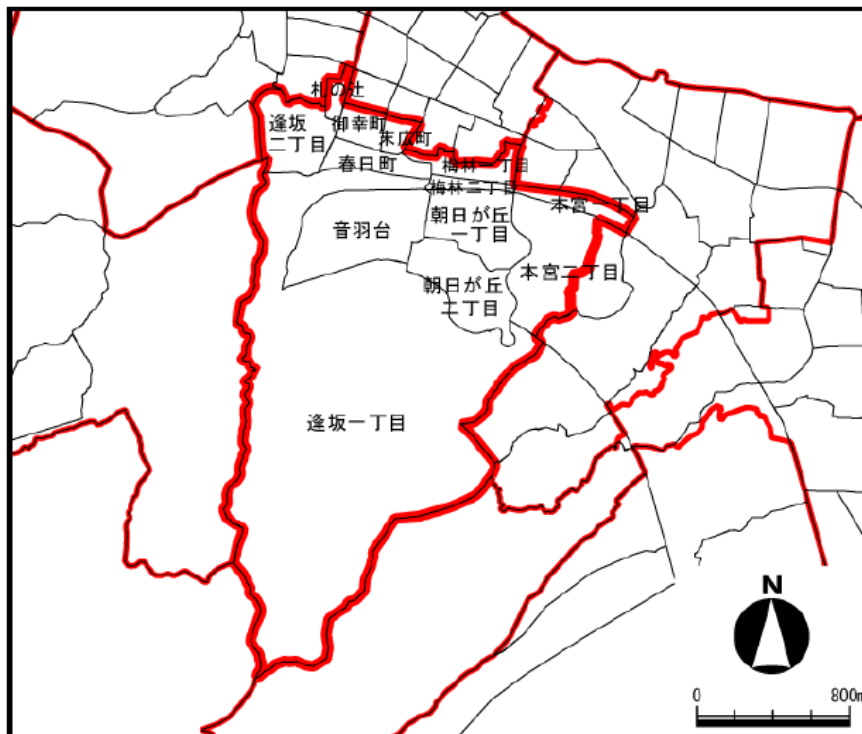 札の辻
逢坂
二丁目
御幸町
末広町
春日町
梅林一丁目
梅林二丁目
本宮一丁目
音羽台
朝日が丘
一丁目
本宮二丁目
朝日が丘
二丁目
逢坂一丁目
N
0
800m